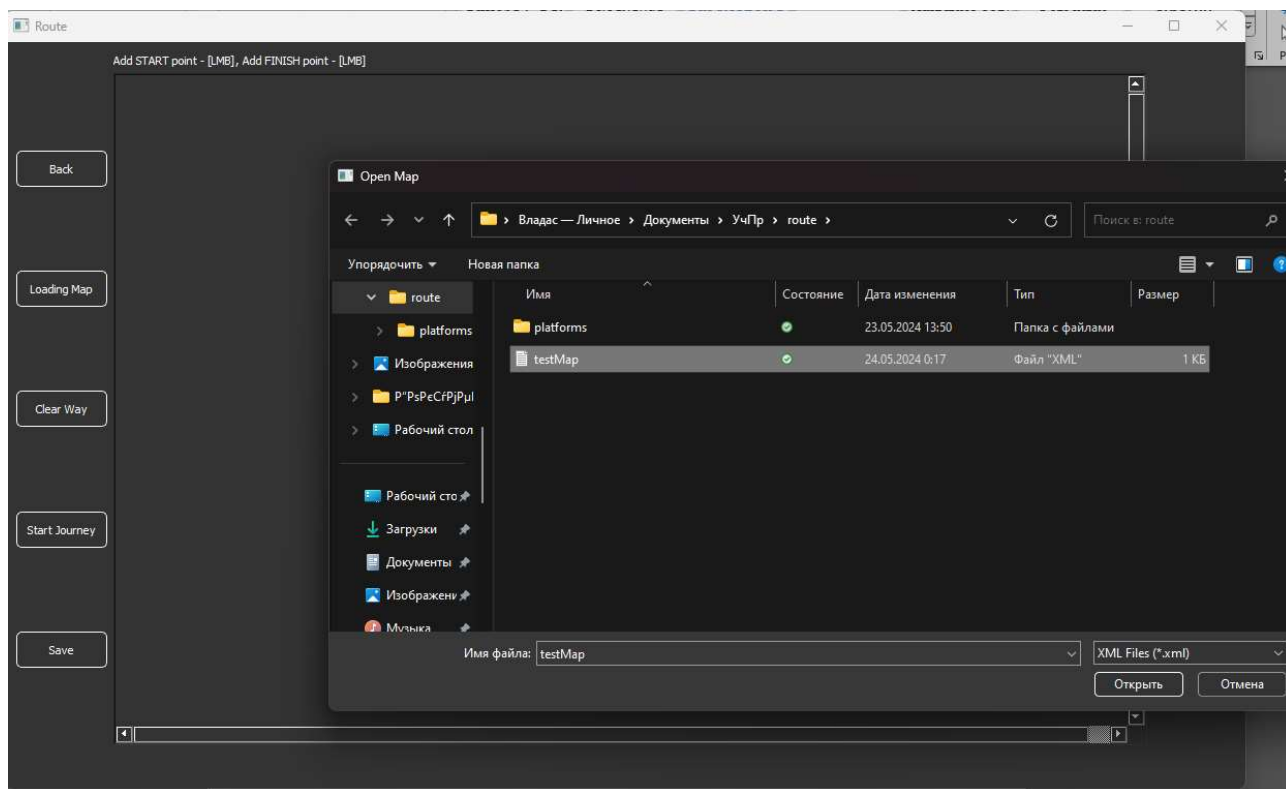 Route
Add START point - [LMB], Add FINISH point - [LMB]
Back
Loading Map
Clear Way
Start Journey
Save
Open Map
Владас — Личное › Документы › УчПр › route ›
Поиск в: route
Упорядочить Новая папка
Имя Состояние Дата изменения Тип Размер
platforms 23.05.2024 13:50 Папка с файлами
testMap 24.05.2024 0:17 Файл "XML" 1 КБ
route
platforms
Изображения
Р"РѕРєСѓРјРµ
Рабочий стол
Рабочий сто
Загрузки
Документы
Изображени
Музыка
Имя файла: testMap XML Files (*.xml)
Открыть Отмена